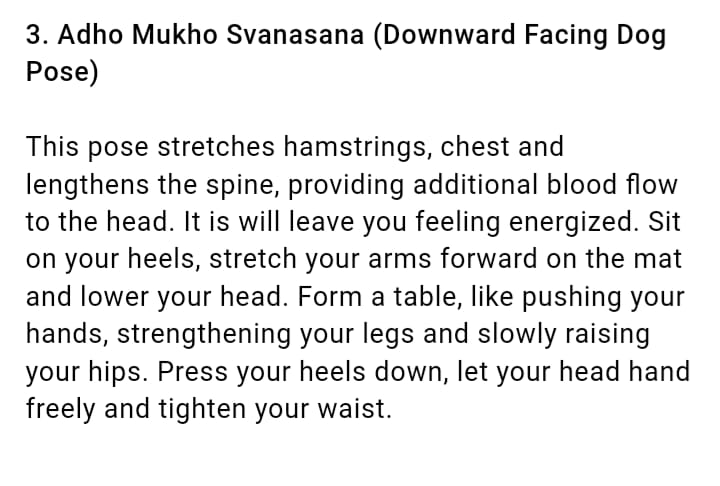 3. Adho Mukho Svanasana (Downward Facing Dog
Pose)
This pose stretches hamstrings, chest and
lengthens the spine, providing additional blood flow
to the head. It is will leave you feeling energized. Sit
on your heels, stretch your arms forward on the mat
and lower your head. Form a table, like pushing your
hands, strengthening your legs and slowly raising
your hips. Press your heels down, let your head hand
freely and tighten your waist.